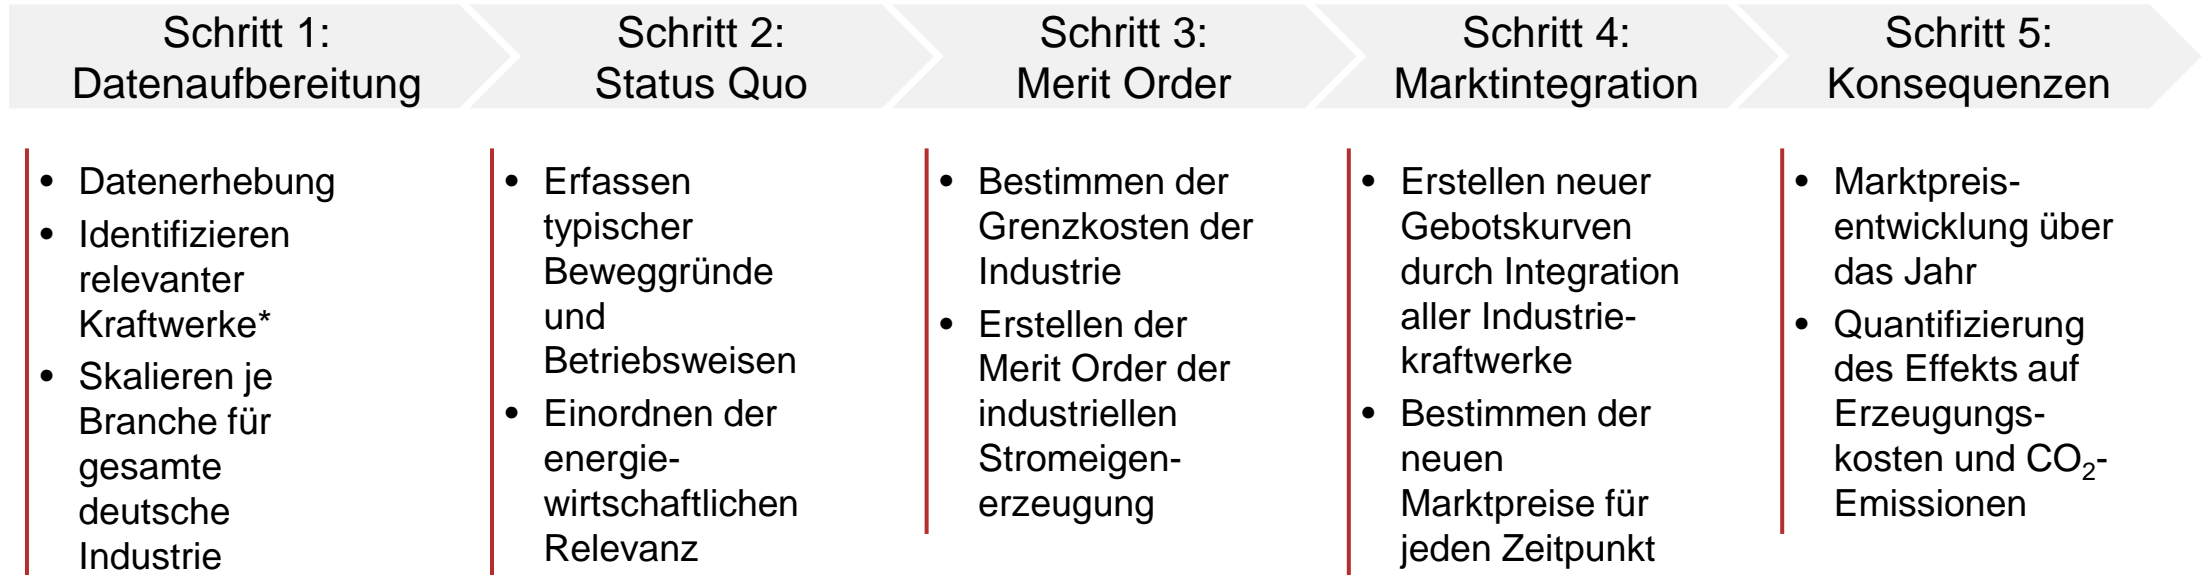 Schritt 1:
Datenaufbereitung
Schritt 2:
Status Quo
Schritt 3:
Merit Order
Schritt 4:
Marktintegration
Schritt 5:
Konsequenzen
• Datenerhebung
• Identifizieren
relevanter
Kraftwerke*
• Skalieren je
Branche für
gesamte
deutsche
Industrie
• Erfassen
typischer
Beweggründe
und
Betriebsweisen
• Einordnen der
energie-
wirtschaftlichen
Relevanz
• Bestimmen der
Grenzkosten der
Industrie
• Erstellen der
Merit Order der
industriellen
Stromeigen-
erzeugung
• Erstellen neuer
Gebotskurven
durch Integration
aller Industrie-
kraftwerke
• Bestimmen der
neuen
Marktpreise für
jeden Zeitpunkt
• Marktpreis-
entwicklung über
das Jahr
• Quantifizierung
des Effekts auf
Erzeugungs-
kosten und CO₂-
Emissionen